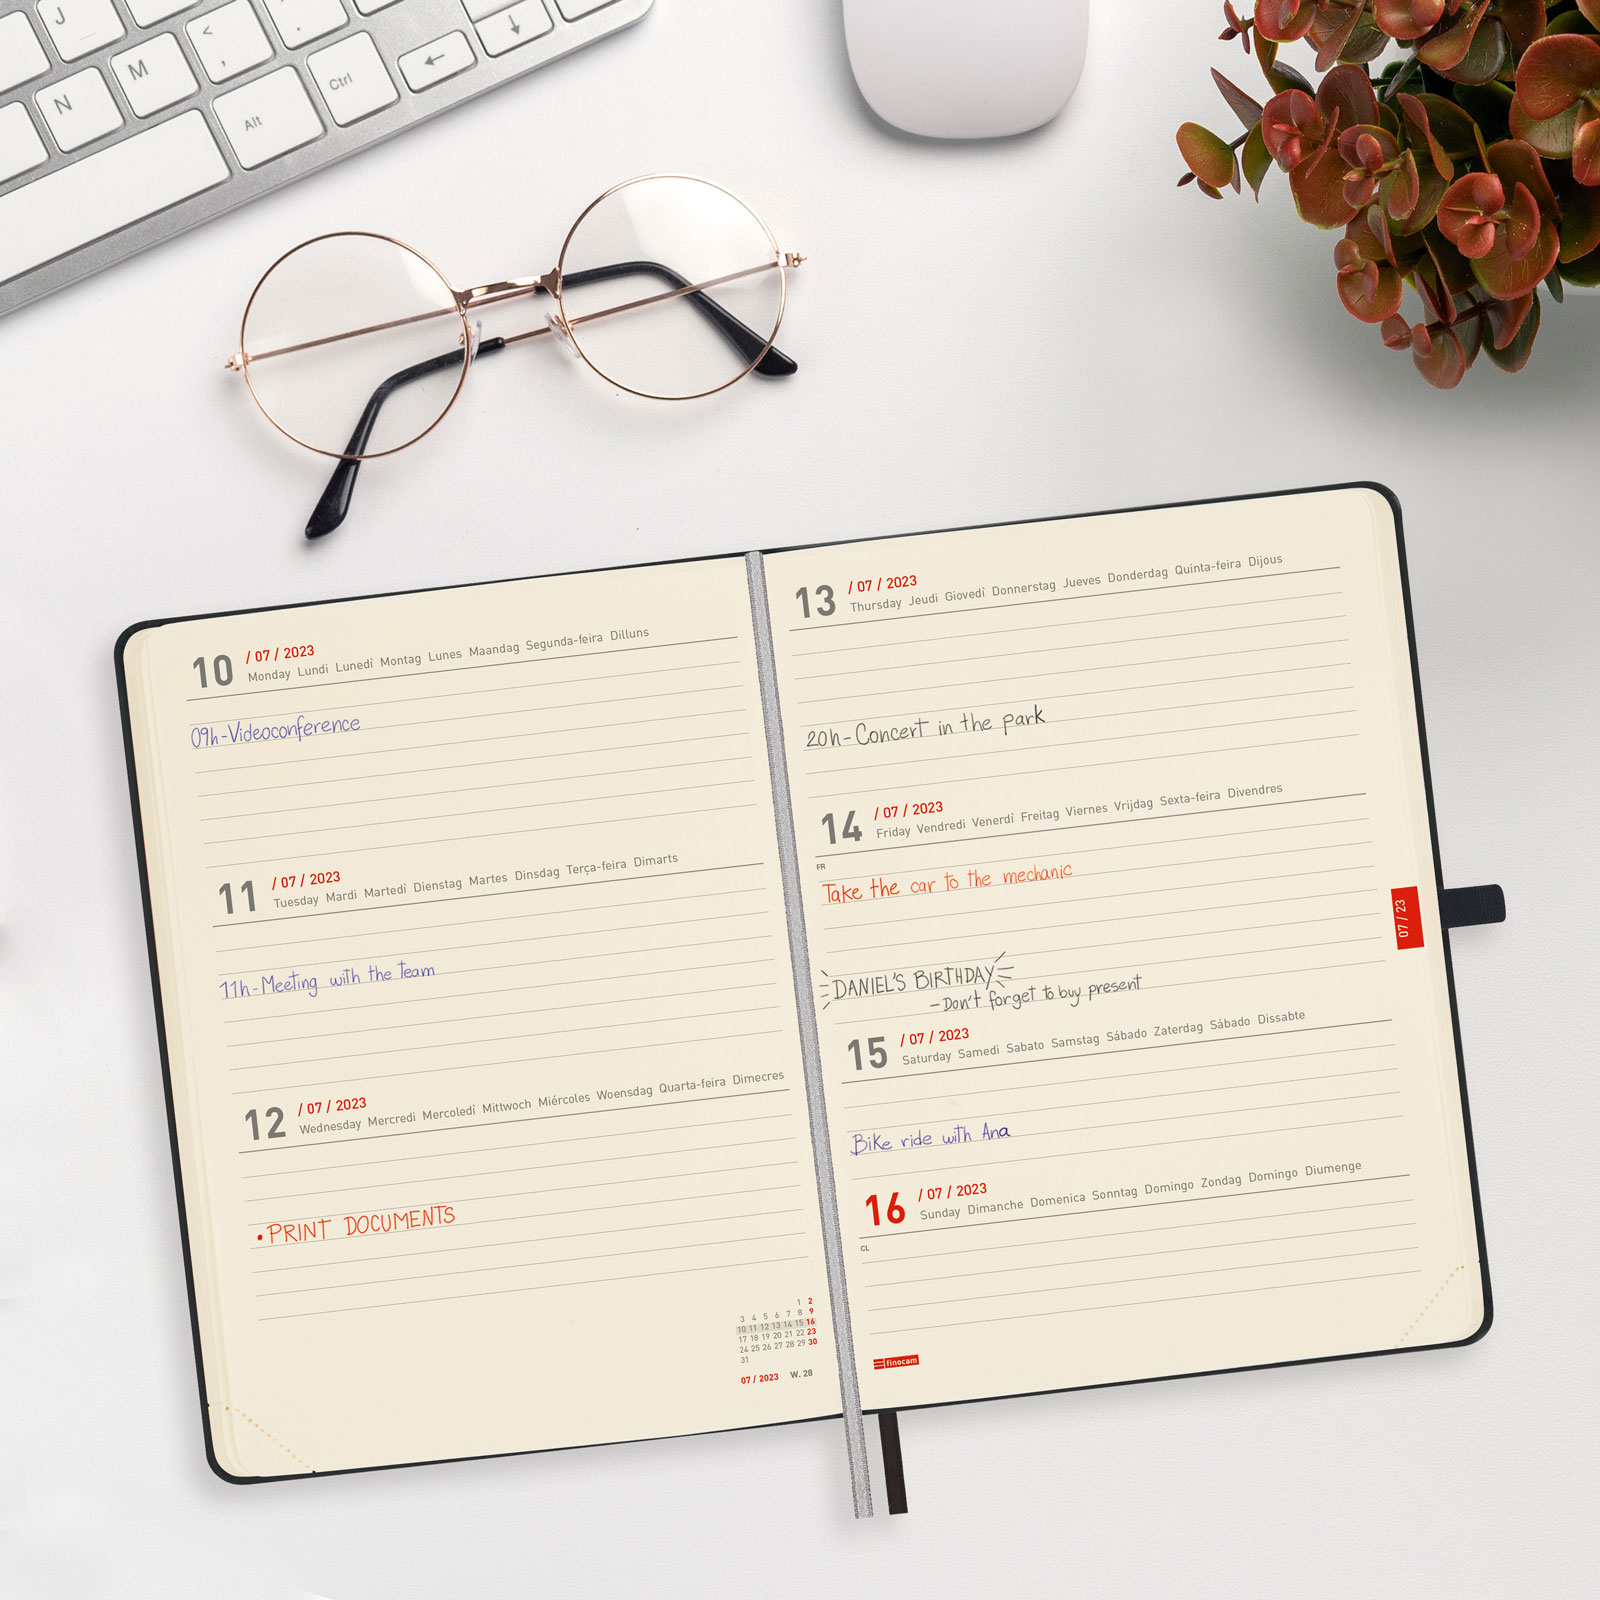 J
N
M
<
,
.
Alt
Ctrl
←
↓
10 / 07 / 2023
Monday Lundi Lunedì Montag Lunes Maandag Segunda-feira Dilluns
09h-Videoconference
11 / 07 / 2023
Tuesday Mardi Martedì Dienstag Martes Dinsdag Terça-feira Dimarts
11h-Meeting with the team
12 / 07 / 2023
Wednesday Mercredi Mercoledì Mittwoch Miércoles Woensdag Quarta-feira Dimecres
• PRINT DOCUMENTS
1 2
3 4 5 6 7 8 9
10 11 12 13 14 15 16
17 18 19 20 21 22 23
24 25 26 27 28 29 30
31
07 / 2023 W. 28
13 / 07 / 2023
Thursday Jeudi Giovedì Donnerstag Jueves Donderdag Quinta-feira Dijous
20h-Concert in the park
14 / 07 / 2023
Friday Vendredi Venerdì Freitag Viernes Vrijdag Sexta-feira Divendres
FR
Take the car to the mechanic
DANIEL'S BIRTHDAY
-Don't forget to buy present
15 / 07 / 2023
Saturday Samedi Sabato Samstag Sábado Zaterdag Sábado Dissabte
Bike ride with Ana
16 / 07 / 2023
Sunday Dimanche Domenica Sonntag Domingo Zondag Domingo Diumenge
CL
finocam
07 / 23